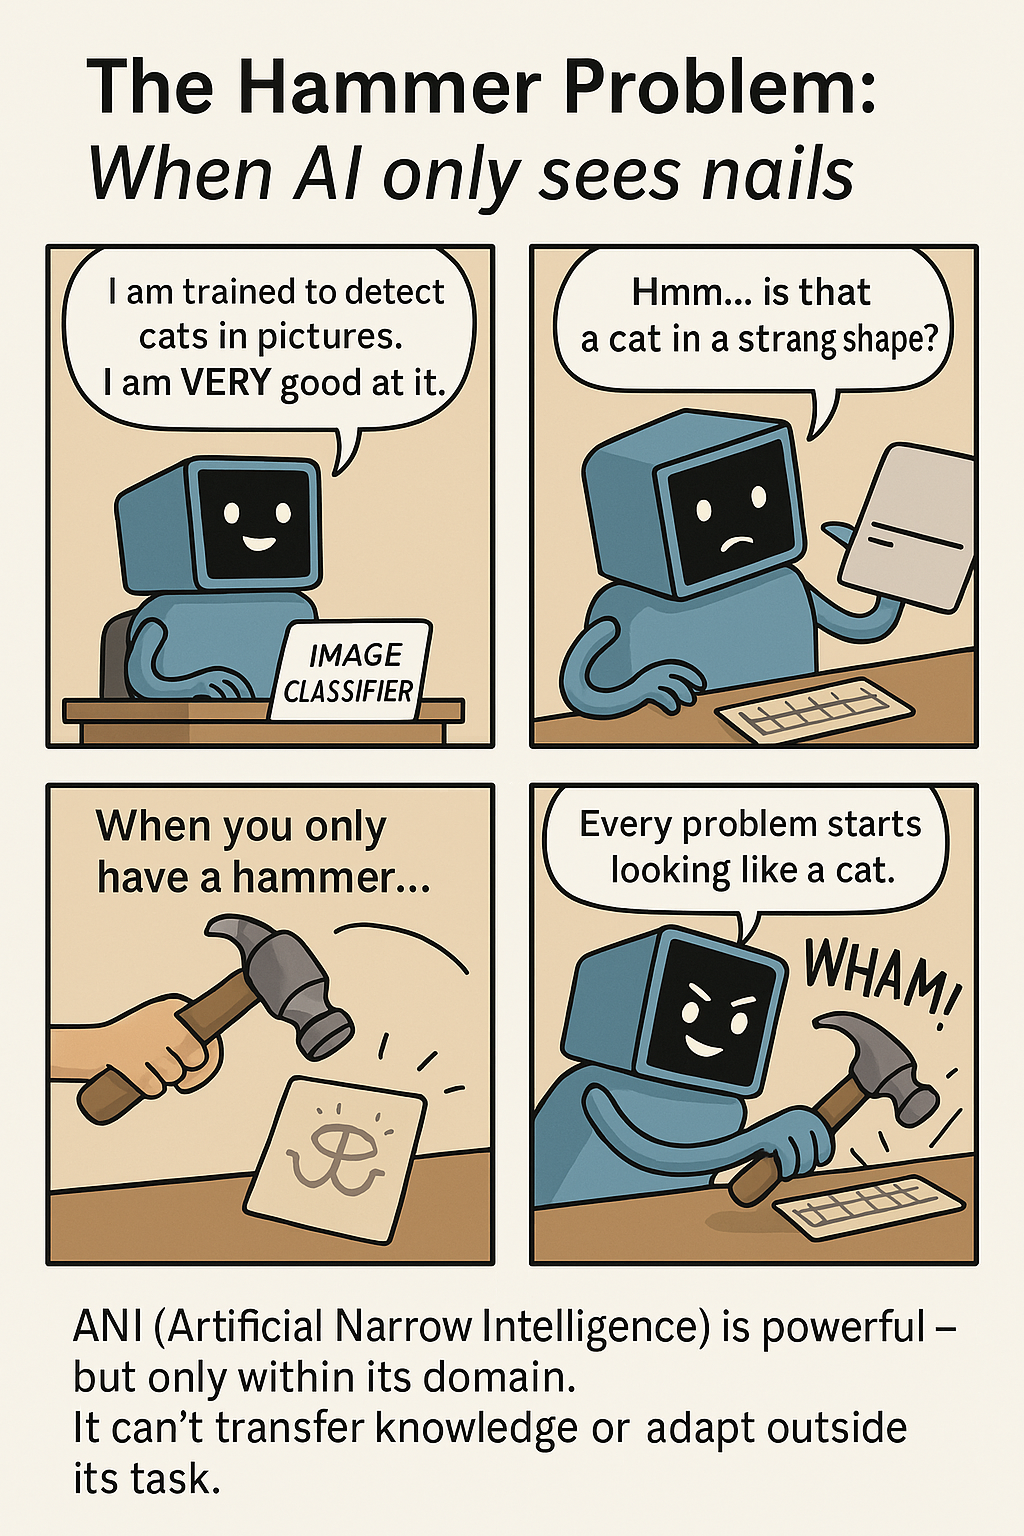 The Hammer Problem:
When AI only sees nails
I am trained to detect
cats in pictures.
I am VERY good at it.
IMAGE
CLASSIFIER
Hmm... is that
a cat in a strang shape?
When you only
have a hammer...
Every problem starts
looking like a cat.
WHAM!
ANI (Artificial Narrow Intelligence) is powerful –
but only within its domain.
It can’t transfer knowledge or adapt outside
its task.